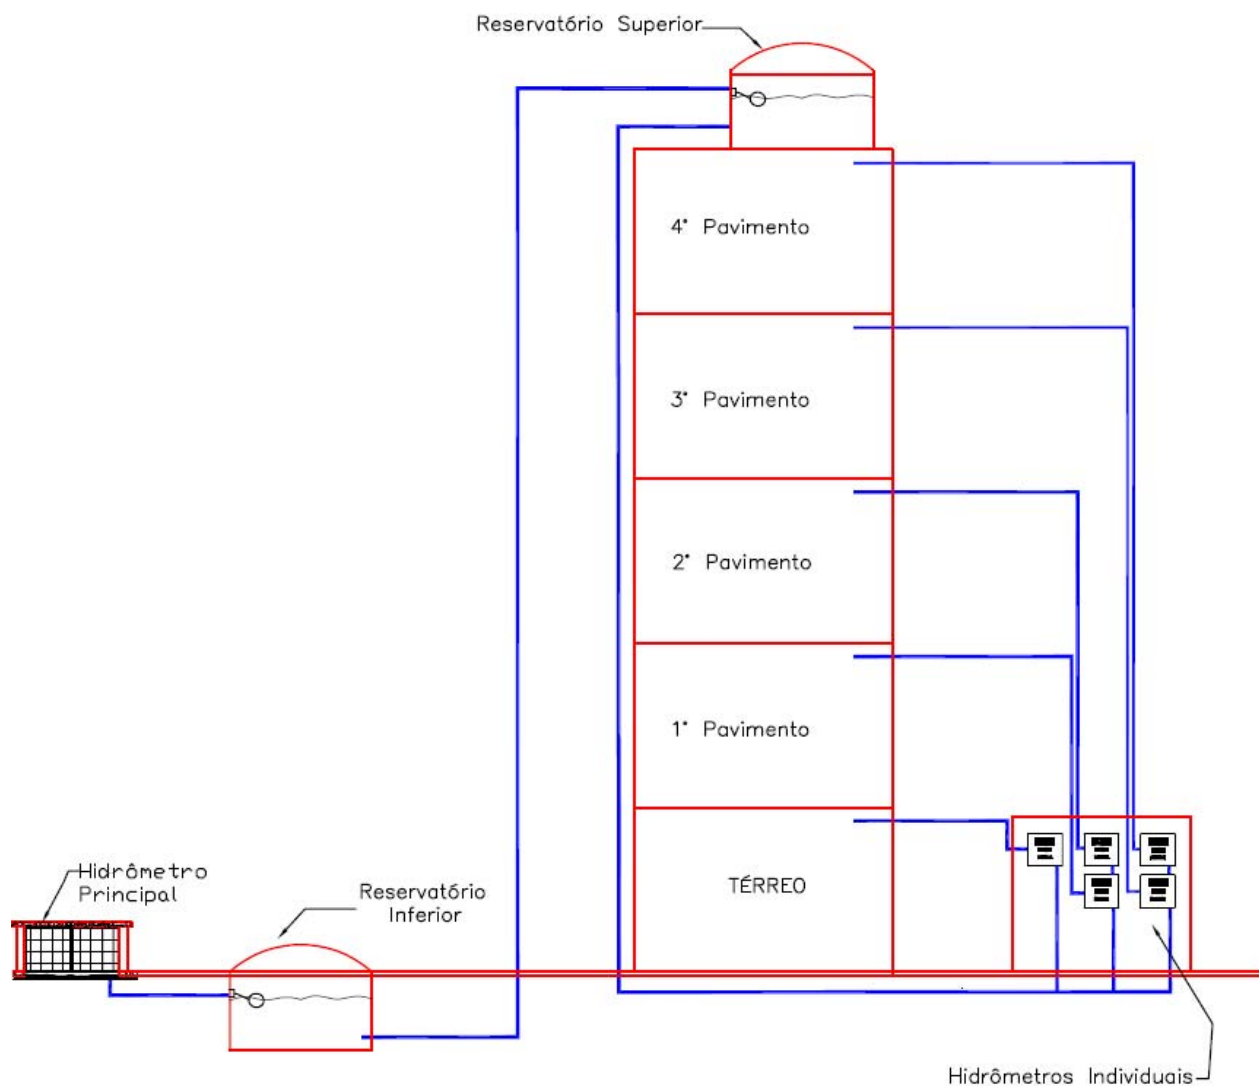 Reservatório Superior
4° Pavimento
3° Pavimento
2° Pavimento
1° Pavimento
TÉRREO
Hidrômetro
Principal
Reservatório
Inferior
Hidrômetros Individuais